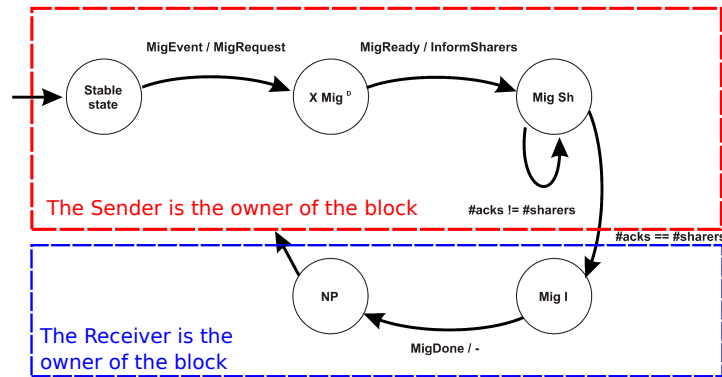 MigEvent / MigRequest
MigReady / InformSharers
Stable
state
X Mig D
Mig Sh
#acks != #sharers
The Sender is the owner of the block
#acks == #sharers
NP
Mig I
The Receiver is the
owner of the block
MigDone / -